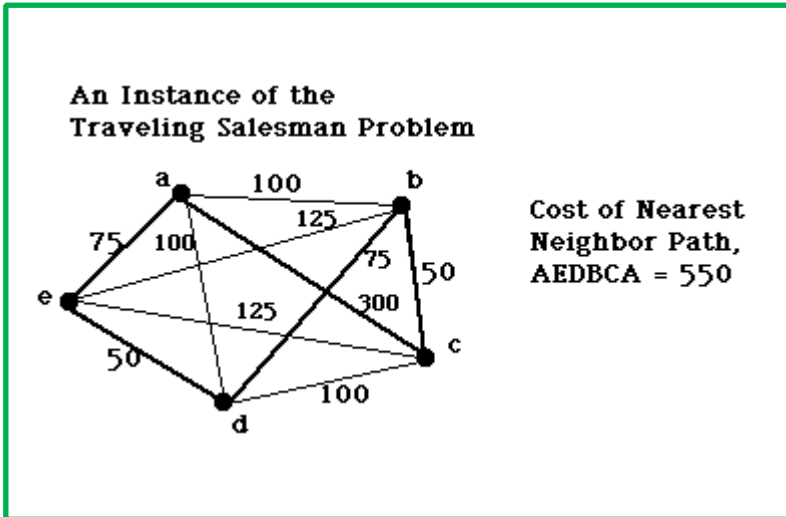 An Instance of the
Traveling Salesman Problem
a
100
b
125
75
100
75
50
e
125
300
c
50
100
d
Cost of Nearest
Neighbor Path,
AEDBCA = 550